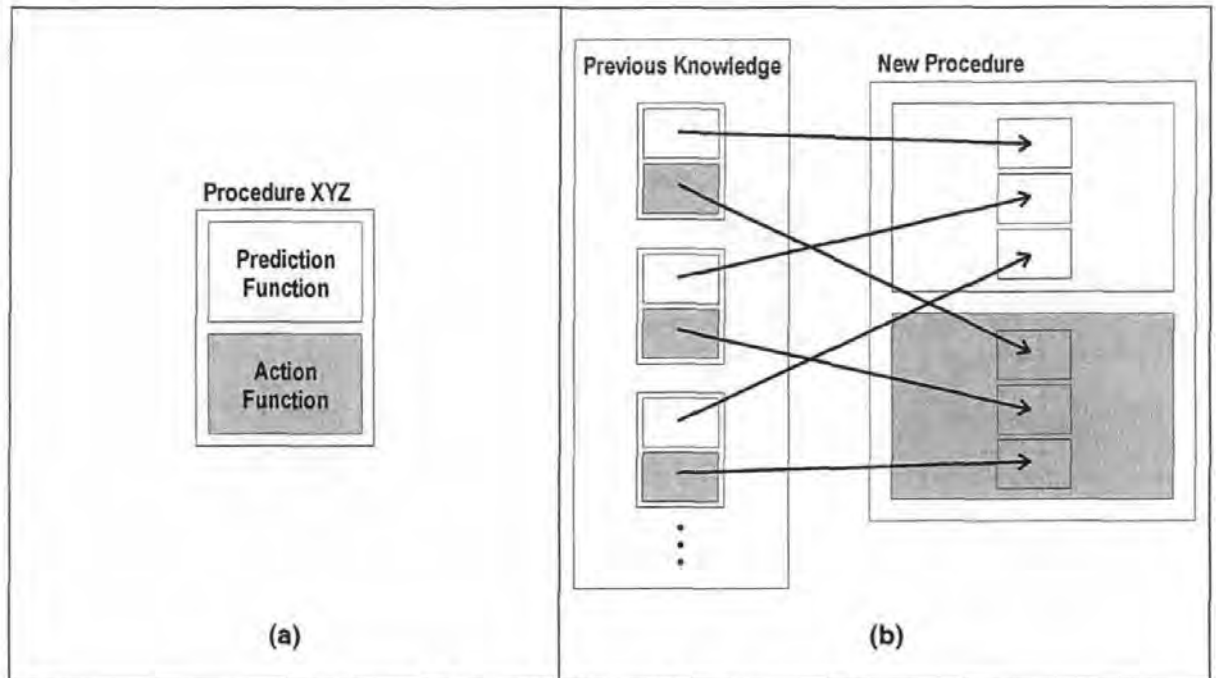 Procedure XYZ
Prediction
Function
Action
Function
(a)
Previous Knowledge
New Procedure
(b)